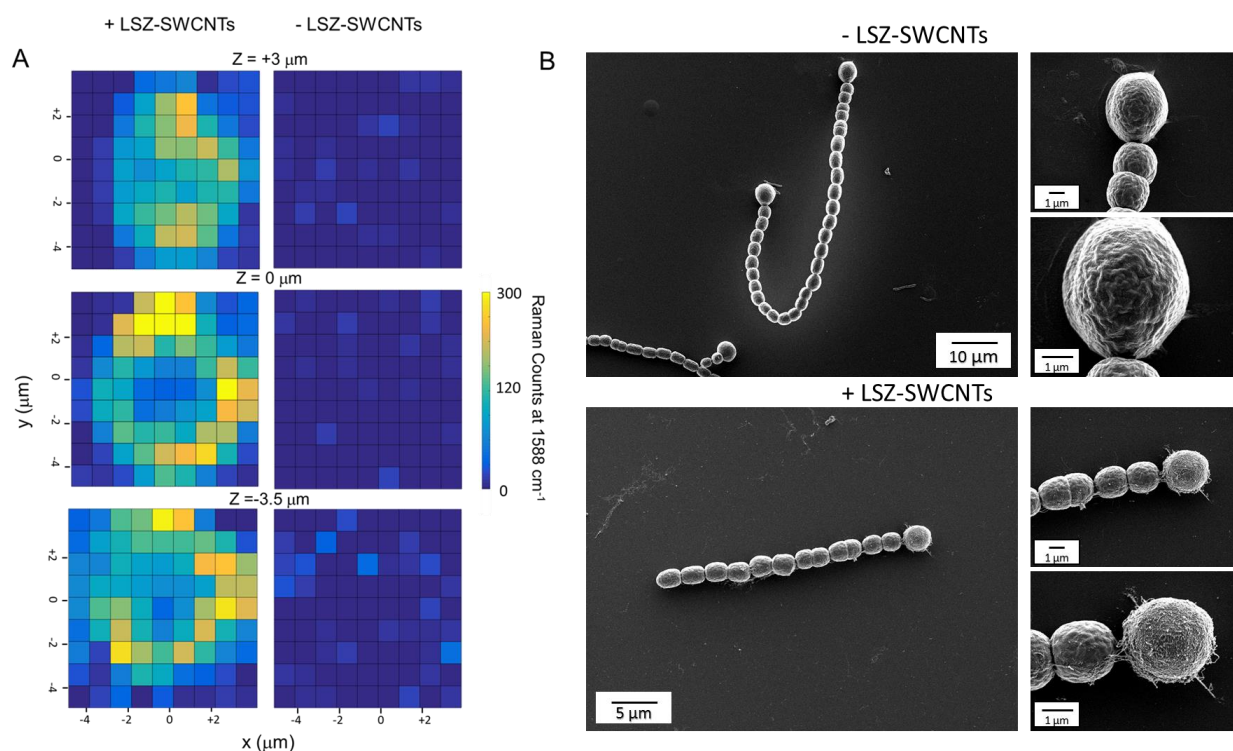 + LSZ-SWCNTs
- LSZ-SWCNTs
A
Z = +3 μm
+2
0
-2
-4
Z = 0 μm
+2
0
-2
-4
Z =-3.5 μm
+2
0
-2
-4
-4
-2
0
+2
-4
-2
0
+2
y (μm)
x (μm)
300
120
0
Raman Counts at 1588 cm⁻¹
B
- LSZ-SWCNTs
10 μm
1 μm
1 μm
+ LSZ-SWCNTs
5 μm
1 μm
1 μm